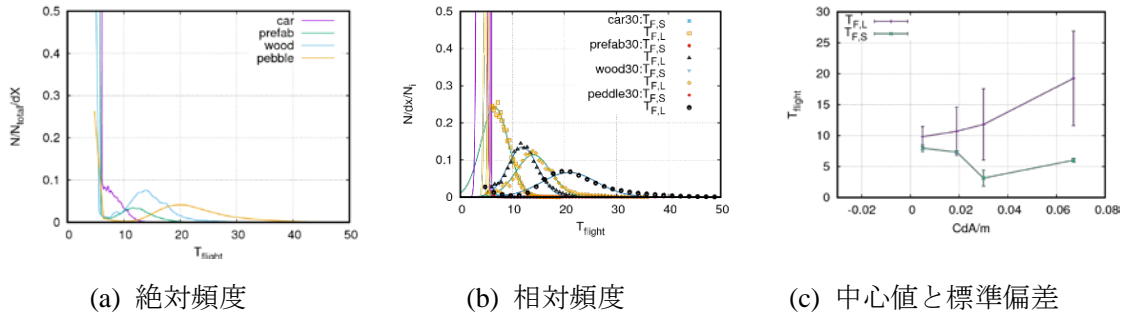 car
prefab
wood
pebble
0.5
0.4
0.3
0.2
0.1
0
0 10 20 30 40 50
N/N_total/dX
T_flight
car30:T_F,S
T_F,L
prefab30:T_F,S
T_F,L
wood30:T_F,S
T_F,L
peddle30:T_F,S
T_F,L
0.5
0.4
0.3
0.2
0.1
0
0 10 20 30 40 50
N/dx/N_i
T_flight
T_F,L
T_F,S
30
25
20
15
10
5
0
-0.02 0 0.02 0.04 0.06 0.08
T_flight
CdA/m
(a) 絶対頻度
(b) 相対頻度
(c) 中心値と標準偏差